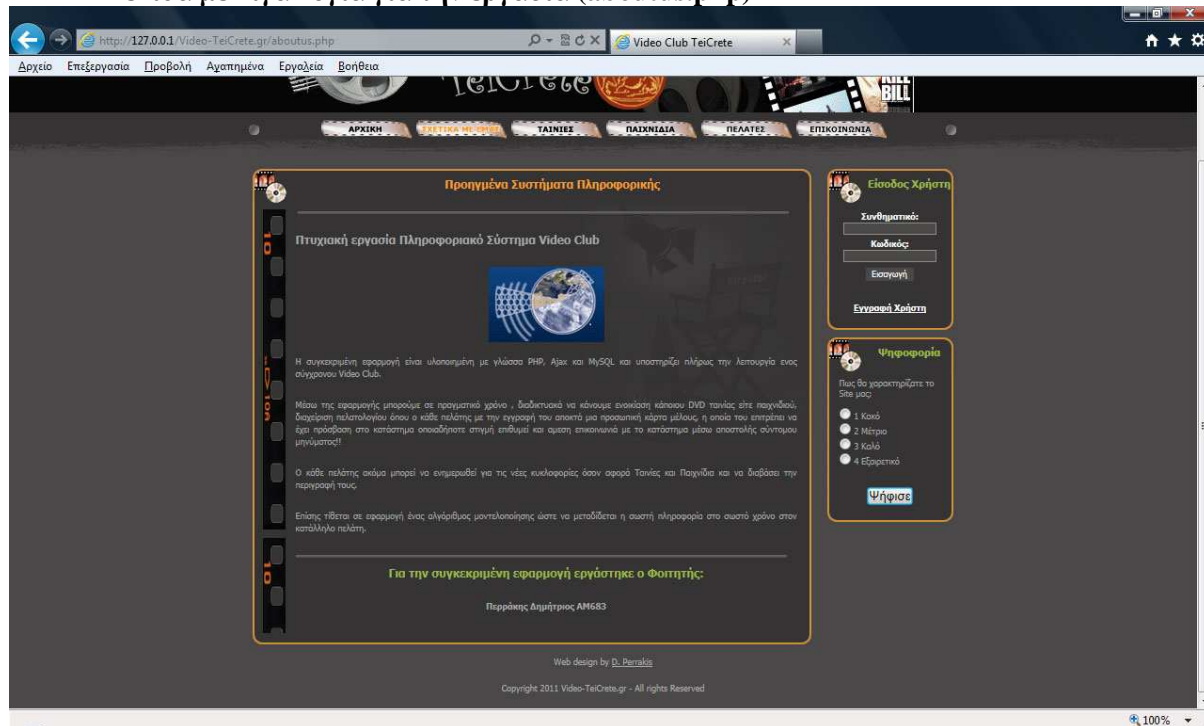 http://127.0.0.1/Video-TeiCrete.gr/aboutus.php
Video Club TeiCrete
Αρχείο Επεξεργασία Προβολή Αγαπημένα Εργαλεία Βοήθεια
TeiCrete
KILL
BILL
ΑΡΧΙΚΗ ΣΧΕΤΙΚΑ ΜΕ ΕΜΑΣ ΤΑΙΝΙΕΣ ΠΑΙΧΝΙΔΙΑ ΠΕΛΑΤΕΣ ΕΠΙΚΟΙΝΩΝΙΑ
Προηγμένα Συστήματα Πληροφορικής
Πτυχιακή εργασία Πληροφοριακό Σύστημα Video Club
Η συγκεκριμένη εφαρμογή είναι υλοποιημένη με γλώσσα PHP, Ajax και MySQL και υποστηρίζει πλήρως την λειτουργία ενος
σύγχρονου Video Club.
Μέσω της εφαρμογής μπορούμε σε πραγματικό χρόνο , διαδικτυακά να κάνουμε ενοικίαση κάποιου DVD ταινίας είτε παιχνιδιού,
διαχείριση πελατολογίου όπου ο κάθε πελάτης με την εγγραφή του αποκτά μια προσωπική κάρτα μέλους, η οποία του επιτρέπει να
έχει πρόσβαση στο κατάστημα οποιαδήποτε στιγμή επιθυμεί και αμεση επικοινωνία με το κατάστημα μέσω αποστολής σύντομου
μηνύματος!!
Ο κάθε πελάτης ακόμα μπορεί να ενημερωθεί για τις νέες κυκλοφορίες όσον αφορά Ταινίες και Παιχνίδια και να διαβάσει την
περιγραφή τους.
Επίσης τίθεται σε εφαρμογή ένας αλγόριθμος μοντελοποίησης ώστε να μεταδίδεται η σωστή πληροφορία στο σωστό χρόνο στον
κατάλληλο πελάτη.
Για την συγκεκριμένη εφαρμογή εργάστηκε ο Φοιτητής:
Περράκης Δημήτριος ΑΜ683
Είσοδος Χρήστη
Συνθηματικό:
Κωδικός:
Εισαγωγή
Εγγραφή Χρήστη
Ψηφοφορία
Πως θα χαρακτηρίζατε το
Site μας:
1 Κακό
2 Μέτριο
3 Καλό
4 Εξαιρετικό
Ψήφισε
10
10
Web design by D. Perrakis
Copyright 2011 Video-TeiCrete.gr - All rights Reserved
100%